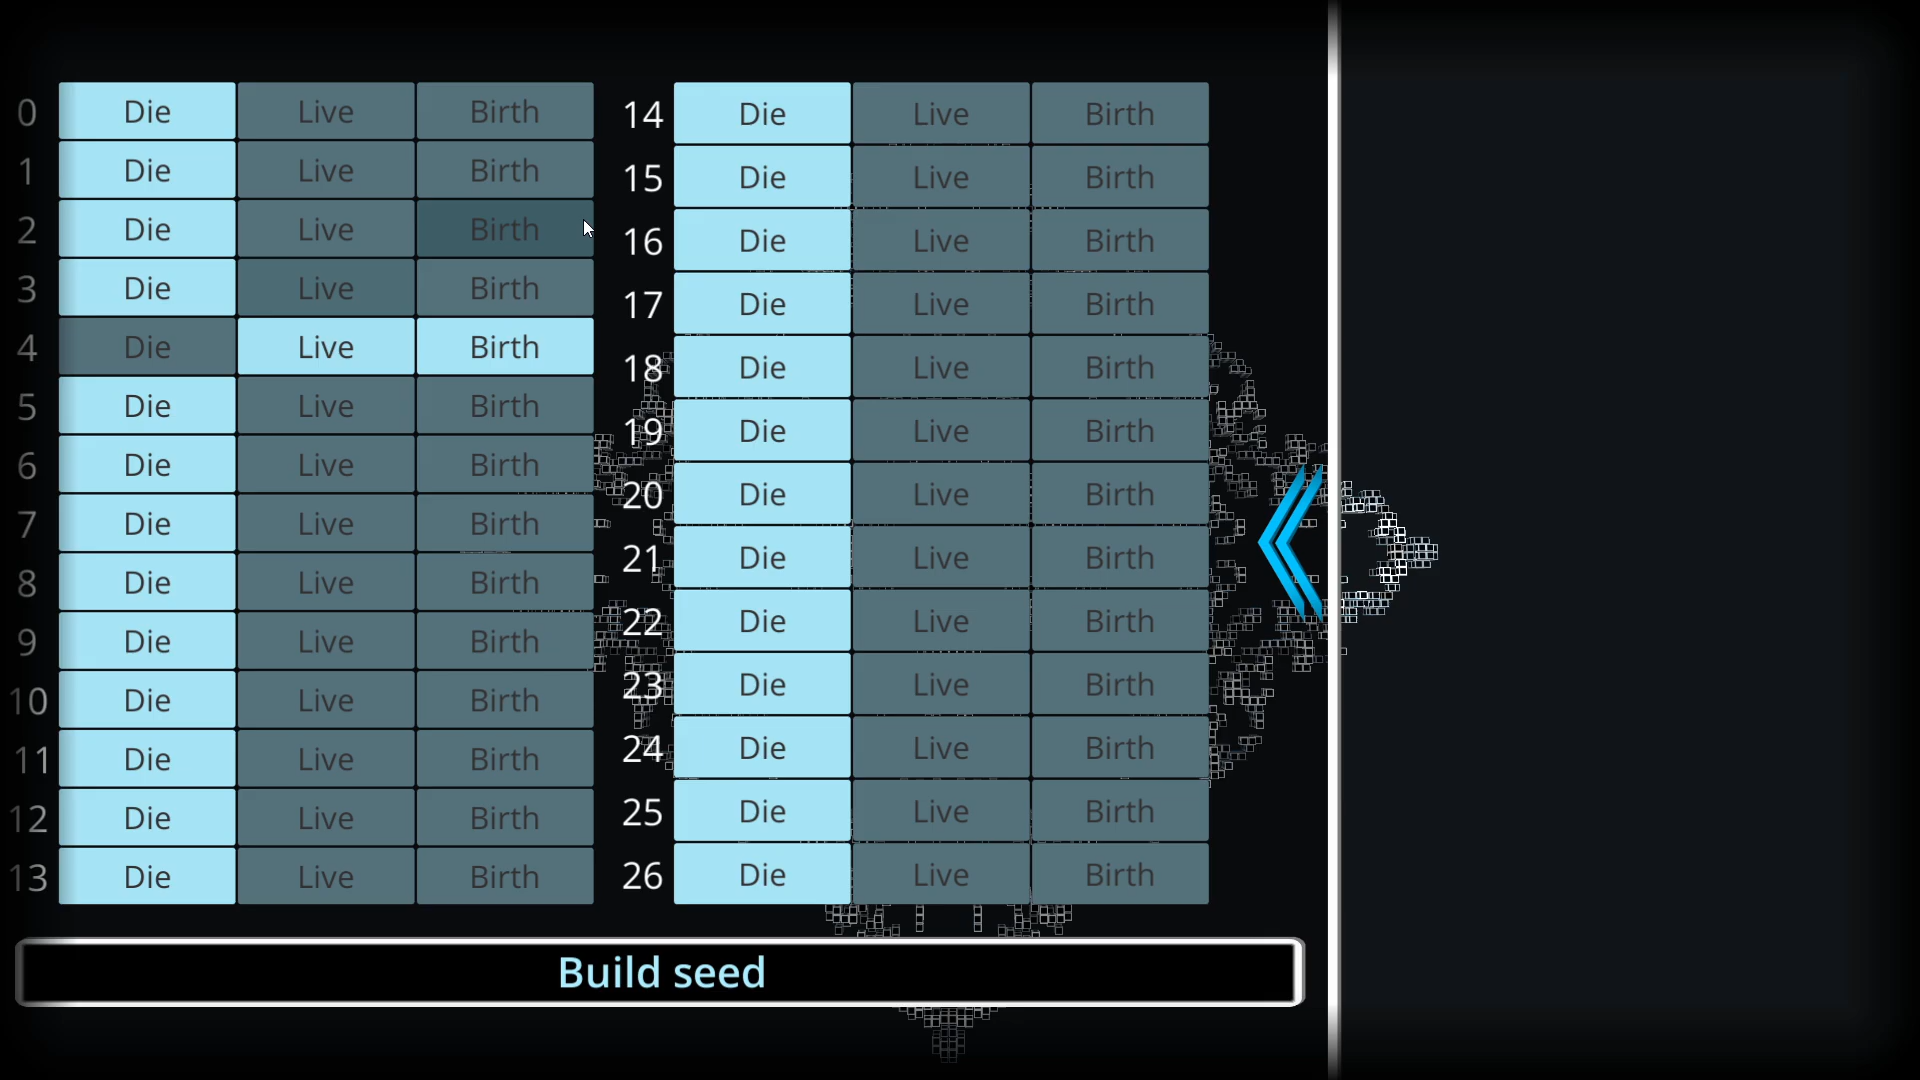 0 Die Live Birth
1 Die Live Birth
2 Die Live Birth
3 Die Live Birth
4 Die Live Birth
5 Die Live Birth
6 Die Live Birth
7 Die Live Birth
8 Die Live Birth
9 Die Live Birth
10 Die Live Birth
11 Die Live Birth
12 Die Live Birth
13 Die Live Birth
14 Die Live Birth
15 Die Live Birth
16 Die Live Birth
17 Die Live Birth
18 Die Live Birth
19 Die Live Birth
20 Die Live Birth
21 Die Live Birth
22 Die Live Birth
23 Die Live Birth
24 Die Live Birth
25 Die Live Birth
26 Die Live Birth
Build seed